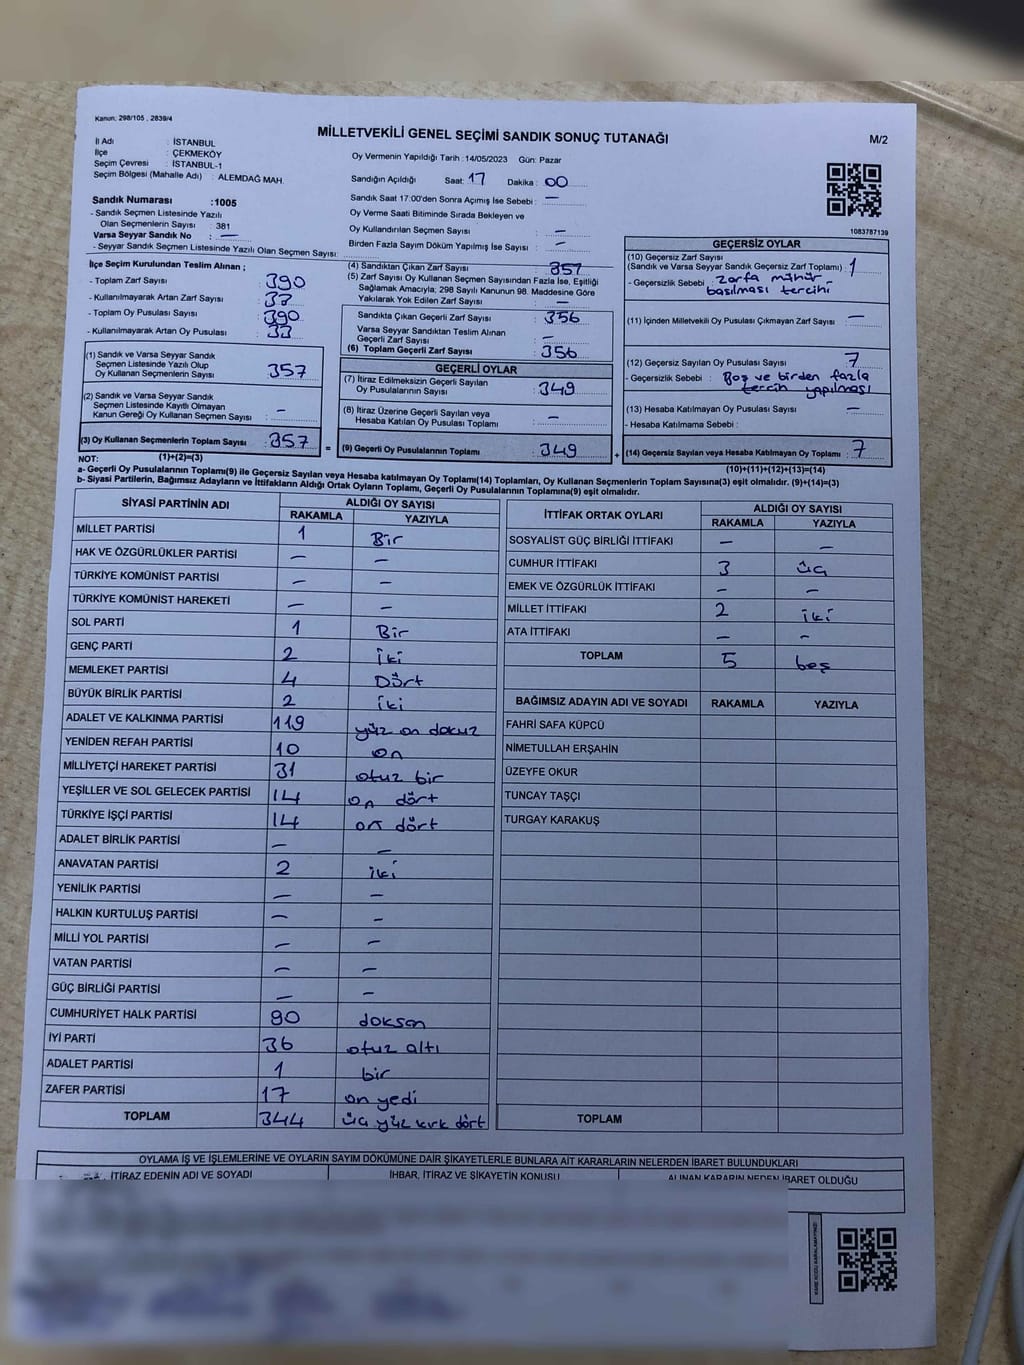 Kanun, 298/105 , 2839/4
MİLLETVEKİLİ GENEL SEÇİMİ SANDIK SONUÇ TUTANAĞI
M/2
İl Adı : İSTANBUL
İlçe : ÇEKMEKÖY
Seçim Çevresi : İSTANBUL-1
Seçim Bölgesi (Mahalle Adı) : ALEMDAĞ MAH.
Oy Vermenin Yapıldığı Tarih : 14/05/2023 Gün: Pazar
Sandığın Açıldığı Saat: 17 Dakika : 00
Sandık Saat 17:00'den Sonra Açımış İse Sebebi : —
Oy Verme Saati Bitiminde Sırada Bekleyen ve
Oy Kullandırılan Seçmen Sayısı : —
Birden Fazla Sayım Döküm Yapılmış İse Sayısı : —
1083787139
Sandık Numarası :1005
- Sandık Seçmen Listesinde Yazılı
Olan Seçmenlerin Sayısı : 381
Varsa Seyyar Sandık No : —
- Seyyar Sandık Seçmen Listesinde Yazılı Olan Seçmen Sayısı:
İlçe Seçim Kurulundan Teslim Alınan ;
- Toplam Zarf Sayısı : 390
- Kullanılmayarak Artan Zarf Sayısı : 33
- Toplam Oy Pusulası Sayısı : 390
- Kullanılmayarak Artan Oy Pusulası : 33
(1) Sandık ve Varsa Seyyar Sandık
Seçmen Listesinde Yazılı Olup
Oy Kullanan Seçmenlerin Sayısı : 357
(2) Sandık ve Varsa Seyyar Sandık
Seçmen Listesinde Kayıtlı Olmayan
Kanun Gereği Oy Kullanan Seçmen Sayısı : —
(3) Oy Kullanan Seçmenlerin Toplam Sayısı : 357
(4) Sandıktan Çıkan Zarf Sayısı : 357
(5) Zarf Sayısı Oy Kullanan Seçmen Sayısından Fazla İse, Eşitliği
Sağlamak Amacıyla; 298 Sayılı Kanunun 98. Maddesine Göre
Yakılarak Yok Edilen Zarf Sayısı : —
Sandıkta Çıkan Geçerli Zarf Sayısı : 356
Varsa Seyyar Sandıktan Teslim Alınan
Geçerli Zarf Sayısı : —
(6) Toplam Geçerli Zarf Sayısı : 356
GEÇERLİ OYLAR
(7) İtiraz Edilmeksizin Geçerli Sayılan
Oy Pusulalarının Sayısı : 349
(8) İtiraz Üzerine Geçerli Sayılan veya
Hesaba Katılan Oy Pusulası Toplamı : —
= (9) Geçerli Oy Pusulalarının Toplamı : 349
GEÇERSİZ OYLAR
(10) Geçersiz Zarf Sayısı
(Sandık ve Varsa Seyyar Sandık Geçersiz Zarf Toplamı) : 1
- Geçersizlik Sebebi : zarfa mühür
basılması tercihi
(11) İçinden Milletvekili Oy Pusulası Çıkmayan Zarf Sayısı : —
(12) Geçersiz Sayılan Oy Pusulası Sayısı : 7
- Geçersizlik Sebebi : Boş ve birden fazla
tercih yapılması
(13) Hesaba Katılmayan Oy Pusulası Sayısı : —
- Hesaba Katılmama Sebebi :
+ (14) Geçersiz Sayılan veya Hesaba Katılmayan Oy Toplamı : 7
NOT: (1)+(2)=(3)
(10)+(11)+(12)+(13)=(14)
a- Geçerli Oy Pusulalarının Toplamı(9) ile Geçersiz Sayılan veya Hesaba katılmayan Oy Toplamı(14) Toplamları, Oy Kullanan Seçmenlerin Toplam Sayısına(3) eşit olmalıdır. (9)+(14)=(3)
b- Siyasi Partilerin, Bağımsız Adayların ve İttifakların Aldığı Ortak Oyların Toplamı, Geçerli Oy Pusulalarının Toplamına(9) eşit olmalıdır.
SİYASİ PARTİNİN ADI ALDIĞI OY SAYISI
RAKAMLA YAZIYLA
MİLLET PARTİSİ 1 Bir
HAK VE ÖZGÜRLÜKLER PARTİSİ — —
TÜRKİYE KOMÜNİST PARTİSİ — —
TÜRKİYE KOMÜNİST HAREKETİ — —
SOL PARTİ 1 Bir
GENÇ PARTİ 2 iki
MEMLEKET PARTİSİ 4 Dört
BÜYÜK BİRLİK PARTİSİ 2 iki
ADALET VE KALKINMA PARTİSİ 119 yüz on dokuz
YENİDEN REFAH PARTİSİ 10 on
MİLLİYETÇİ HAREKET PARTİSİ 31 otuz bir
YEŞİLLER VE SOL GELECEK PARTİSİ 14 on dört
TÜRKİYE İŞÇİ PARTİSİ 14 on dört
ADALET BİRLİK PARTİSİ — —
ANAVATAN PARTİSİ 2 iki
YENİLİK PARTİSİ — —
HALKIN KURTULUŞ PARTİSİ — —
MİLLİ YOL PARTİSİ — —
VATAN PARTİSİ — —
GÜÇ BİRLİĞİ PARTİSİ — —
CUMHURİYET HALK PARTİSİ 90 doksan
İYİ PARTİ 36 otuz altı
ADALET PARTİSİ 1 bir
ZAFER PARTİSİ 17 on yedi
TOPLAM 344 üç yüz kırk dört
İTTİFAK ORTAK OYLARI ALDIĞI OY SAYISI
RAKAMLA YAZIYLA
SOSYALİST GÜÇ BİRLİĞİ İTTİFAKI — —
CUMHUR İTTİFAKI 3 üç
EMEK VE ÖZGÜRLÜK İTTİFAKI — —
MİLLET İTTİFAKI 2 iki
ATA İTTİFAKI — —
TOPLAM 5 beş
BAĞIMSIZ ADAYIN ADI VE SOYADI RAKAMLA YAZIYLA
FAHRİ SAFA KÜPCÜ
NİMETULLAH ERŞAHİN
ÜZEYFE OKUR
TUNCAY TAŞÇI
TURGAY KARAKUŞ
TOPLAM
OYLAMA İŞ VE İŞLEMLERİNE VE OYLARIN SAYIM DÖKÜMÜNE DAİR ŞİKAYETLERLE BUNLARA AİT KARARLARIN NELERDEN İBARET BULUNDUKLARI
İTİRAZ EDENİN ADI VE SOYADI İHBAR, İTİRAZ VE ŞİKAYETİN KONUSU ALINAN KARARIN NEDEN İBARET OLDUĞU
KARE KODU KARALAMAYINIZ!